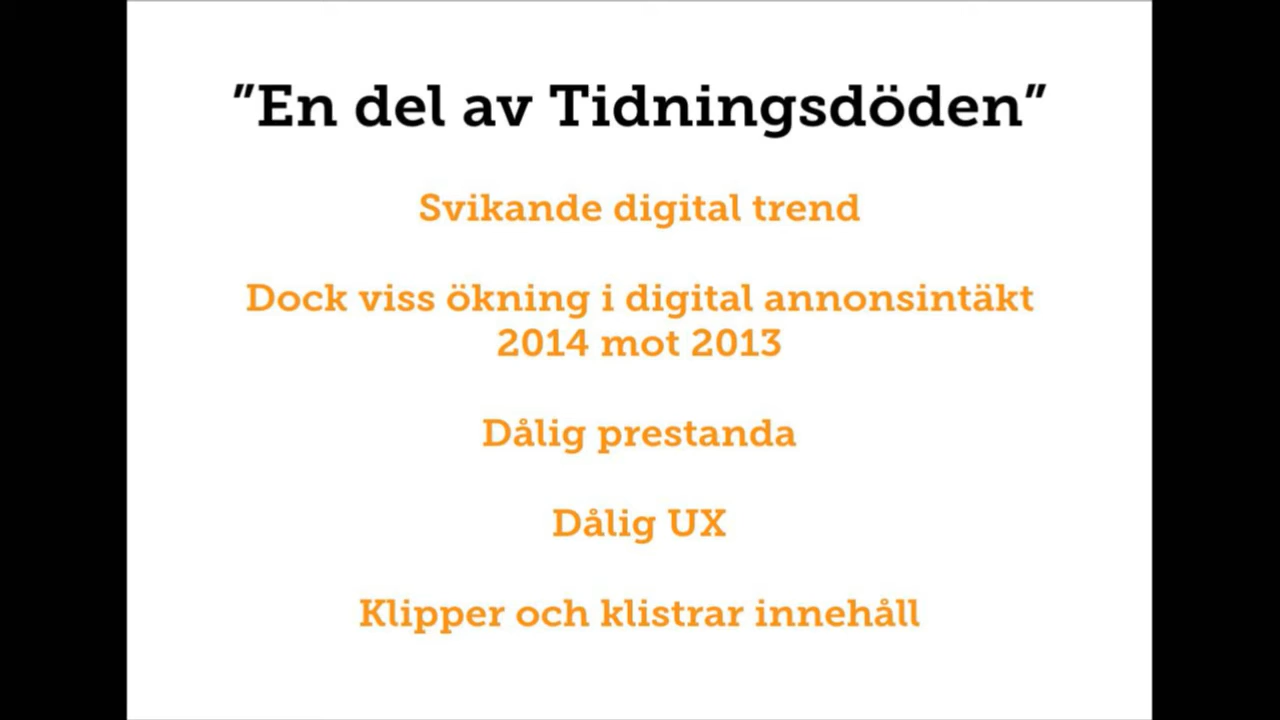 ”En del av Tidningsdöden”
Svikande digital trend
Dock viss ökning i digital annonsintäkt
2014 mot 2013
Dålig prestanda
Dålig UX
Klipper och klistrar innehåll